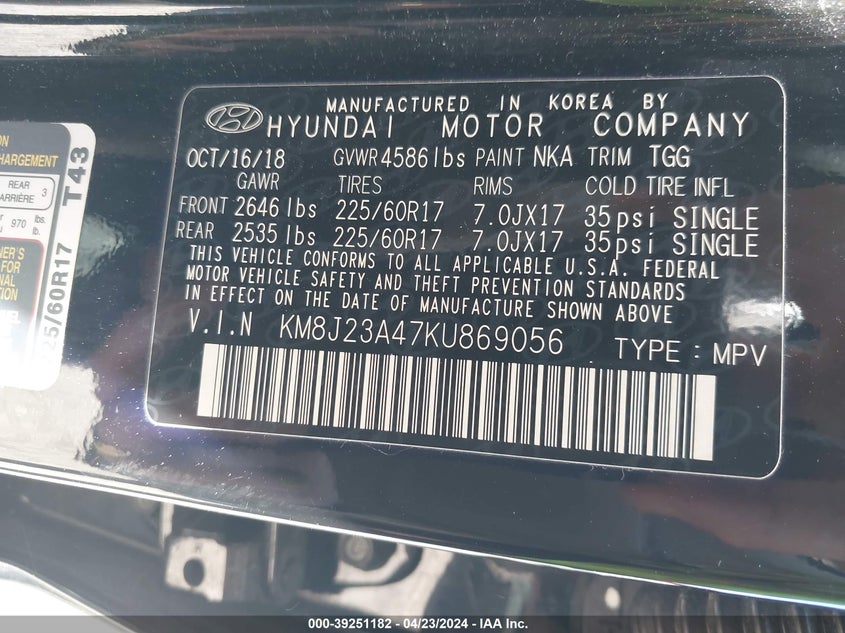 MANUFACTURED IN KOREA BY
HYUNDAI MOTOR COMPANY
OCT/16/18 GVWR 4586 lbs PAINT NKA TRIM TGG
GAWR TIRES RIMS COLD TIRE INFL
FRONT 2646 lbs 225/60R17 7.0JX17 35psi SINGLE
REAR 2535 lbs 225/60R17 7.0JX17 35psi SINGLE
THIS VEHICLE CONFORMS TO ALL APPLICABLE U.S.A. FEDERAL
MOTOR VEHICLE SAFETY AND THEFT PREVENTION STANDARDS
IN EFFECT ON THE DATE OF MANUFACTURE SHOWN ABOVE
V.I.N KM8J23A47KU869056 TYPE : MPV
CHARGEMENT
REAR 3
970 lbs.
lb.
FOR
225/60R17 T43
000-39251182 - 04/23/2024 - IAA Inc.